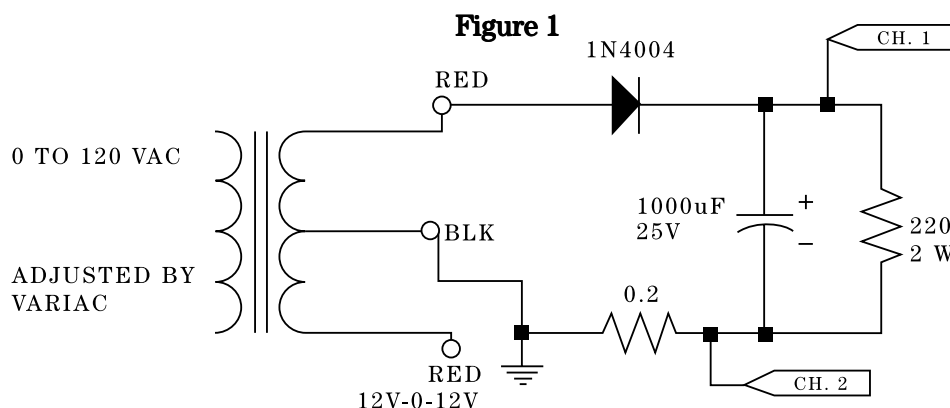 Figure 1
CH. 1
1N4004
RED
0 TO 120 VAC
1000uF
25V
+
−
220
2 W
BLK
ADJUSTED BY
VARIAC
0.2
RED
12V-0-12V
CH. 2